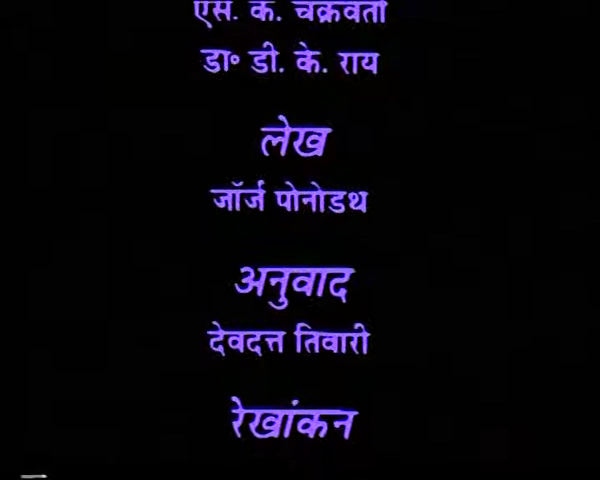 एस. के. चक्रवर्ती
डा॰ डी. के. राय
लेख
जॉर्ज पोनोडथ
अनुवाद
देवदत्त तिवारी
रेखांकन